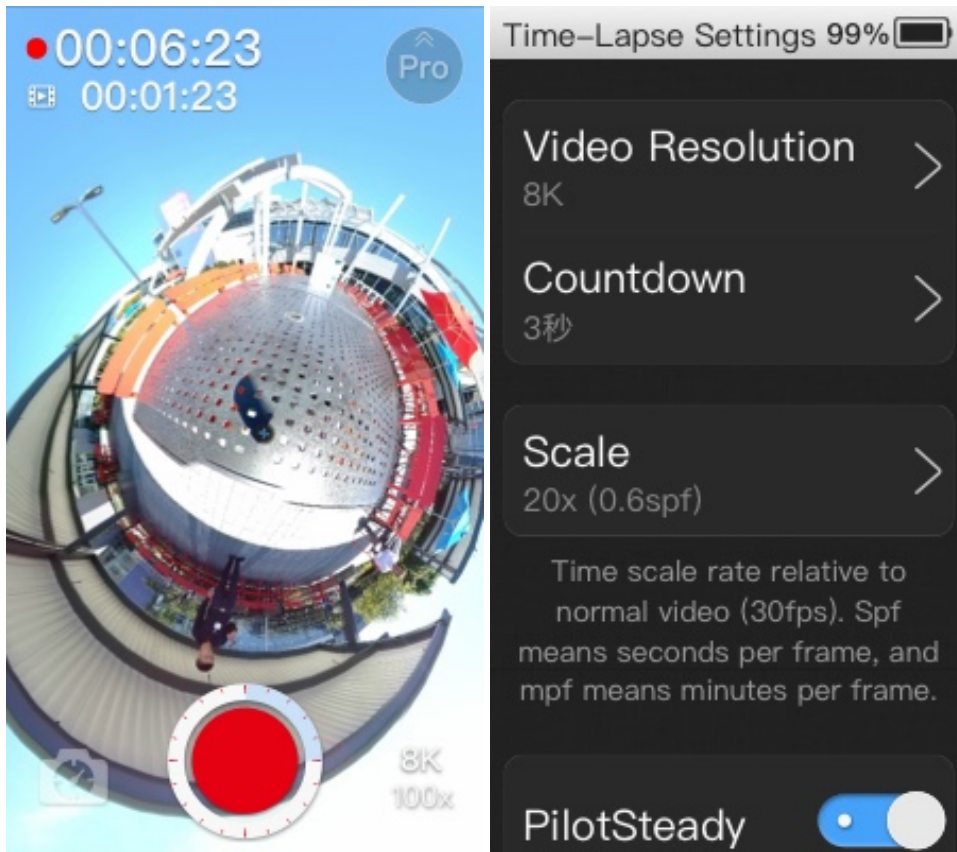 00:06:23
Pro
00:01:23
8K
100x
Time-Lapse Settings 99%
Video Resolution
8K
Countdown
3秒
Scale
20x (0.6spf)
Time scale rate relative to
normal video (30fps). Spf
means seconds per frame, and
mpf means minutes per frame.
PilotSteady